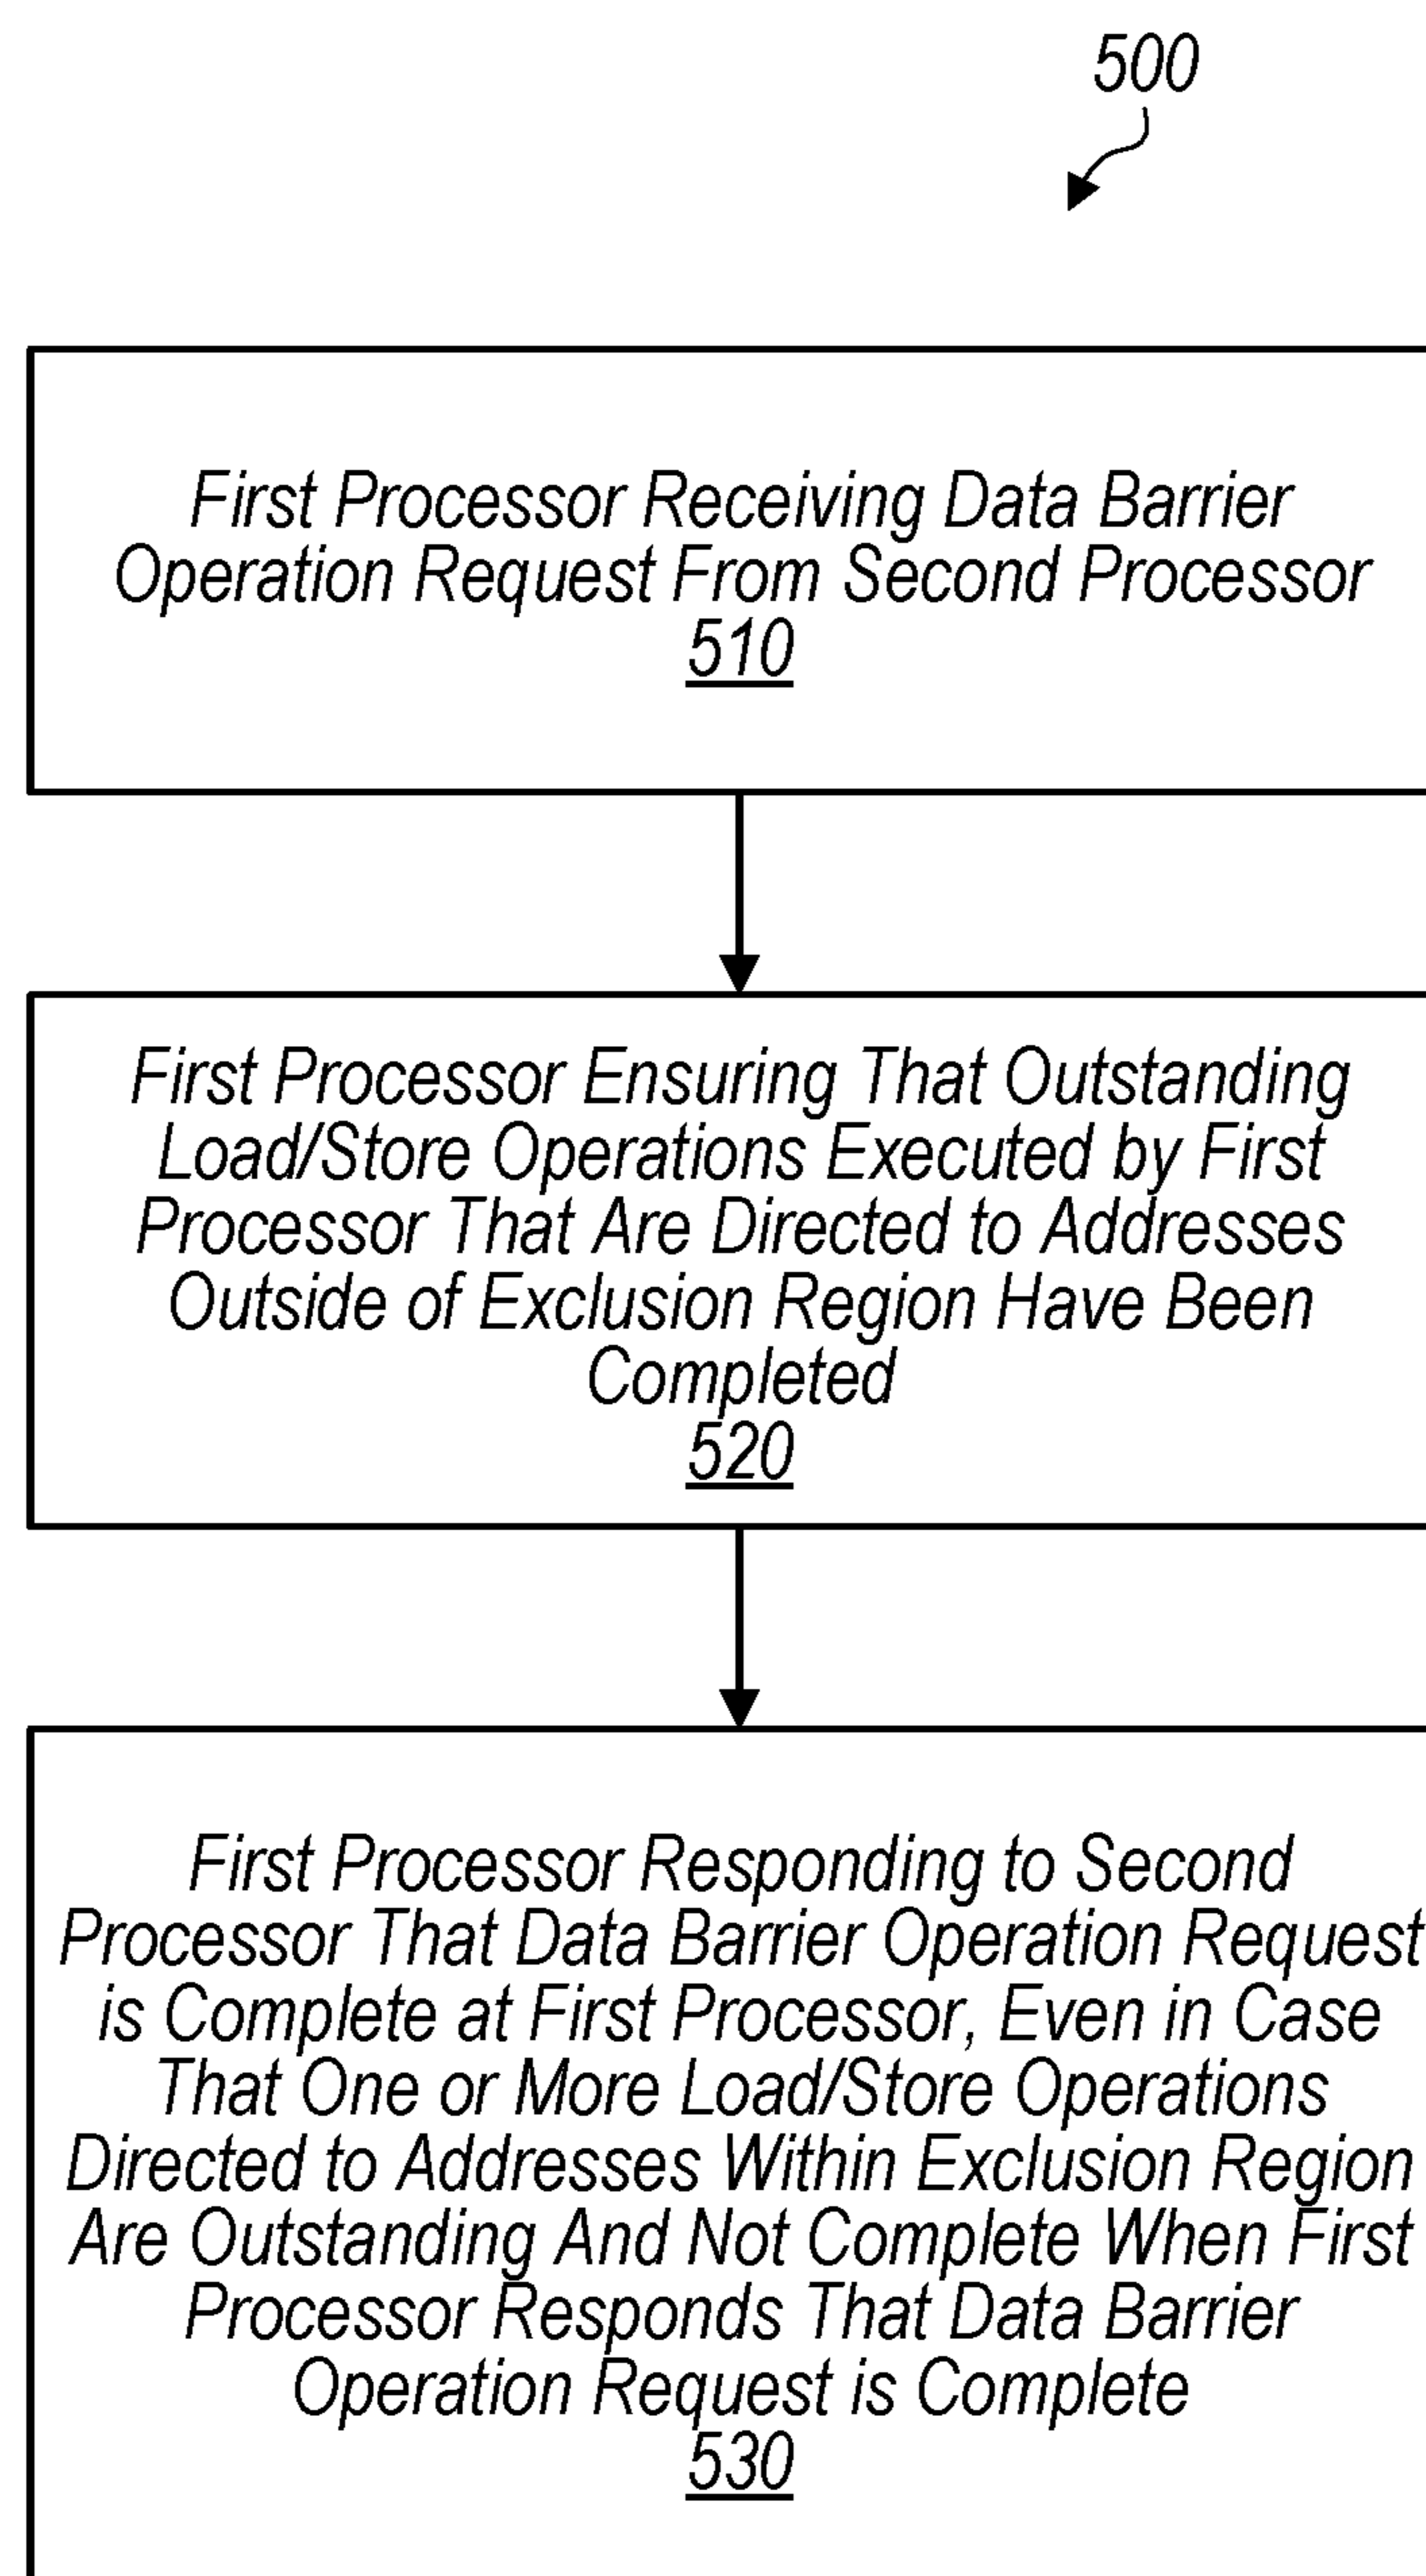 500
First Processor Receiving Data Barrier
Operation Request From Second Processor
510
First Processor Ensuring That Outstanding
Load/Store Operations Executed by First
Processor That Are Directed to Addresses
Outside of Exclusion Region Have Been
Completed
520
First Processor Responding to Second
Processor That Data Barrier Operation Request
is Complete at First Processor, Even in Case
That One or More Load/Store Operations
Directed to Addresses Within Exclusion Region
Are Outstanding And Not Complete When First
Processor Responds That Data Barrier
Operation Request is Complete
530